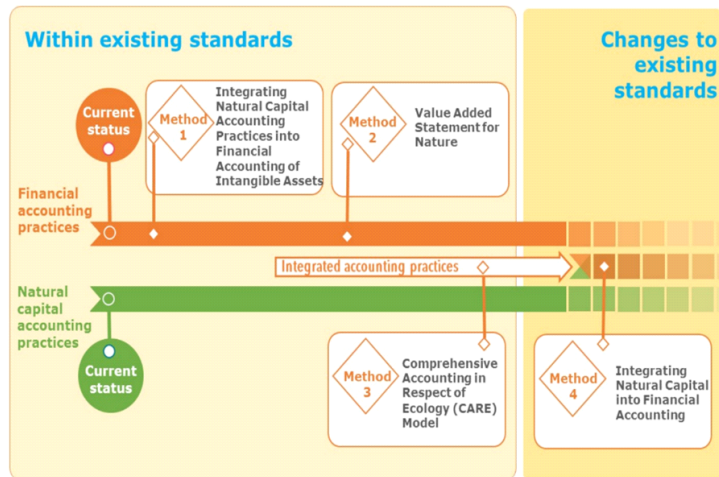 Within existing standards
Changes to
existing
standards
Current
status
Method
1
Integrating
Natural Capital
Accounting
Practices into
Financial
Accounting of
Intangible Assets
Method
2
Value Added
Statement for
Nature
Financial
accounting
practices
Integrated accounting practices
Natural
capital
accounting
practices
Current
status
Method
3
Comprehensive
Accounting in
Respect of
Ecology (CARE)
Model
Method
4
Integrating
Natural Capital
into Financial
Accounting